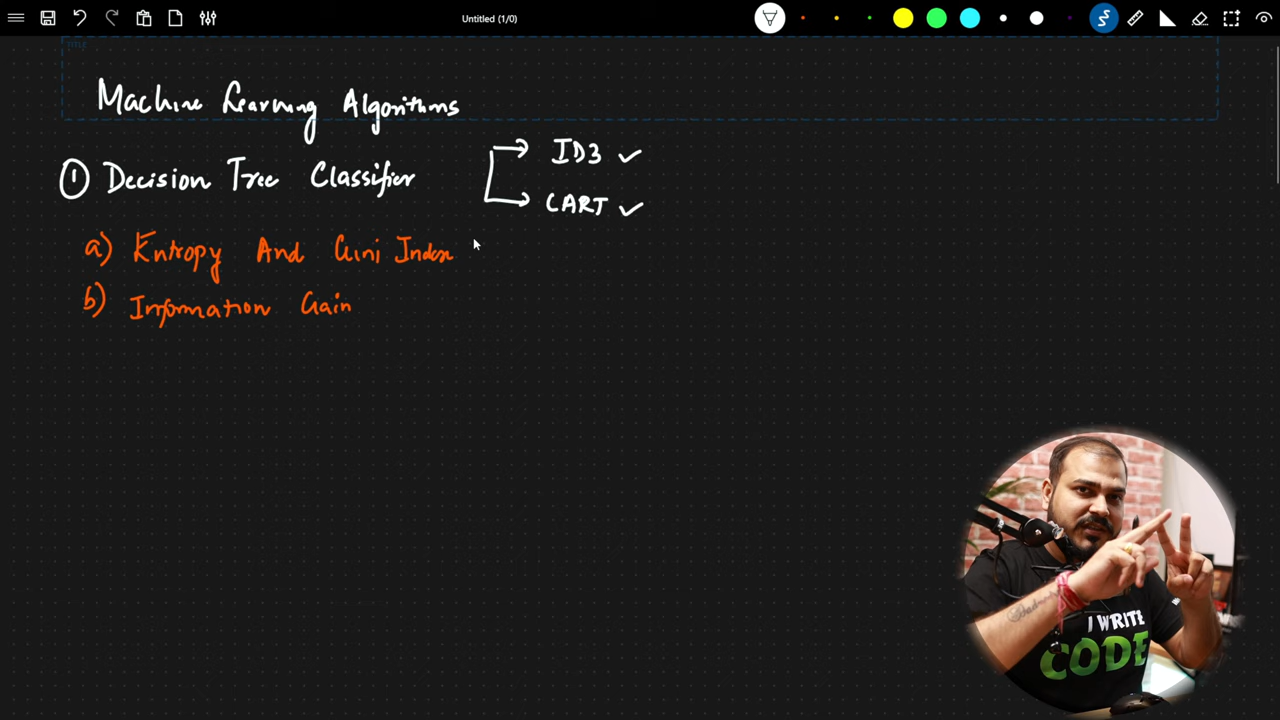 Untitled (1/0)
Machine Learning Algorithms
① Decision Tree Classifier
ID3 ✓
CART ✓
a) Entropy And Gini Index
b) Information Gain
I WRITE
CODE